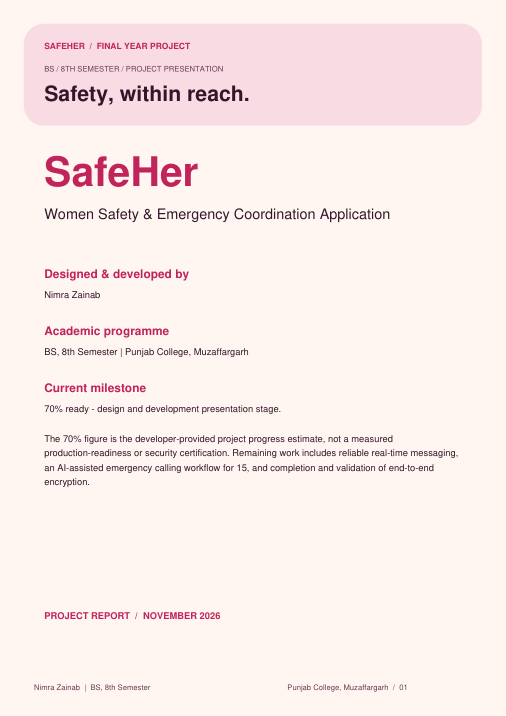 SAFEHER / FINAL YEAR PROJECT
BS / 8TH SEMESTER / PROJECT PRESENTATION
Safety, within reach.
SafeHer
Women Safety & Emergency Coordination Application
Designed & developed by
Nimra Zainab
Academic programme
BS, 8th Semester | Punjab College, Muzaffargarh
Current milestone
70% ready - design and development presentation stage.
The 70% figure is the developer-provided project progress estimate, not a measured
production-readiness or security certification. Remaining work includes reliable real-time messaging,
an AI-assisted emergency calling workflow for 15, and completion and validation of end-to-end
encryption.
PROJECT REPORT / NOVEMBER 2026
Nimra Zainab | BS, 8th Semester
Punjab College, Muzaffargarh / 01